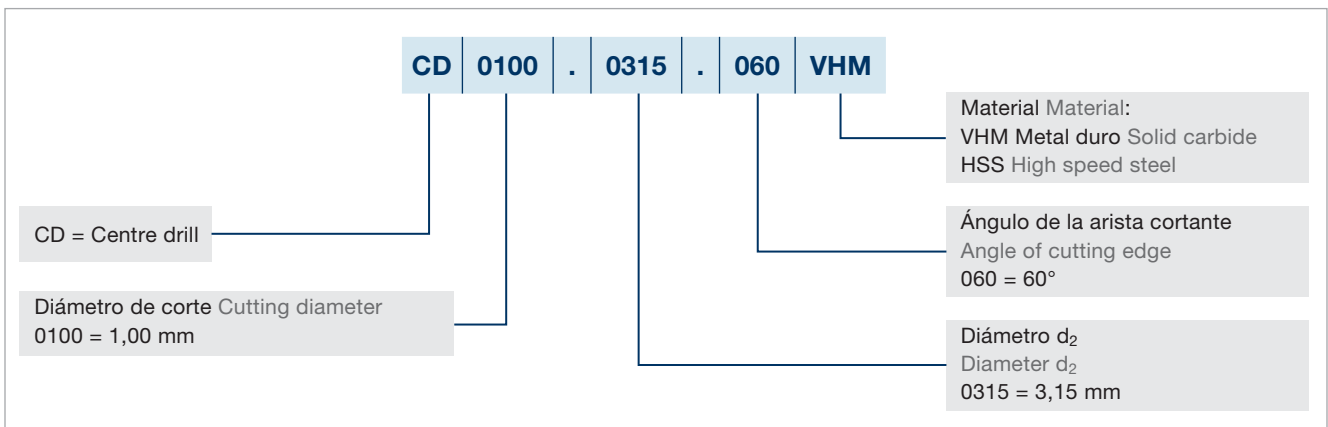 CD 0100 . 0315 . 060 VHM
Material Material:
VHM Metal duro Solid carbide
HSS High speed steel
CD = Centre drill
Ángulo de la arista cortante
Angle of cutting edge
060 = 60°
Diámetro de corte Cutting diameter
0100 = 1,00 mm
Diámetro d₂
Diameter d₂
0315 = 3,15 mm